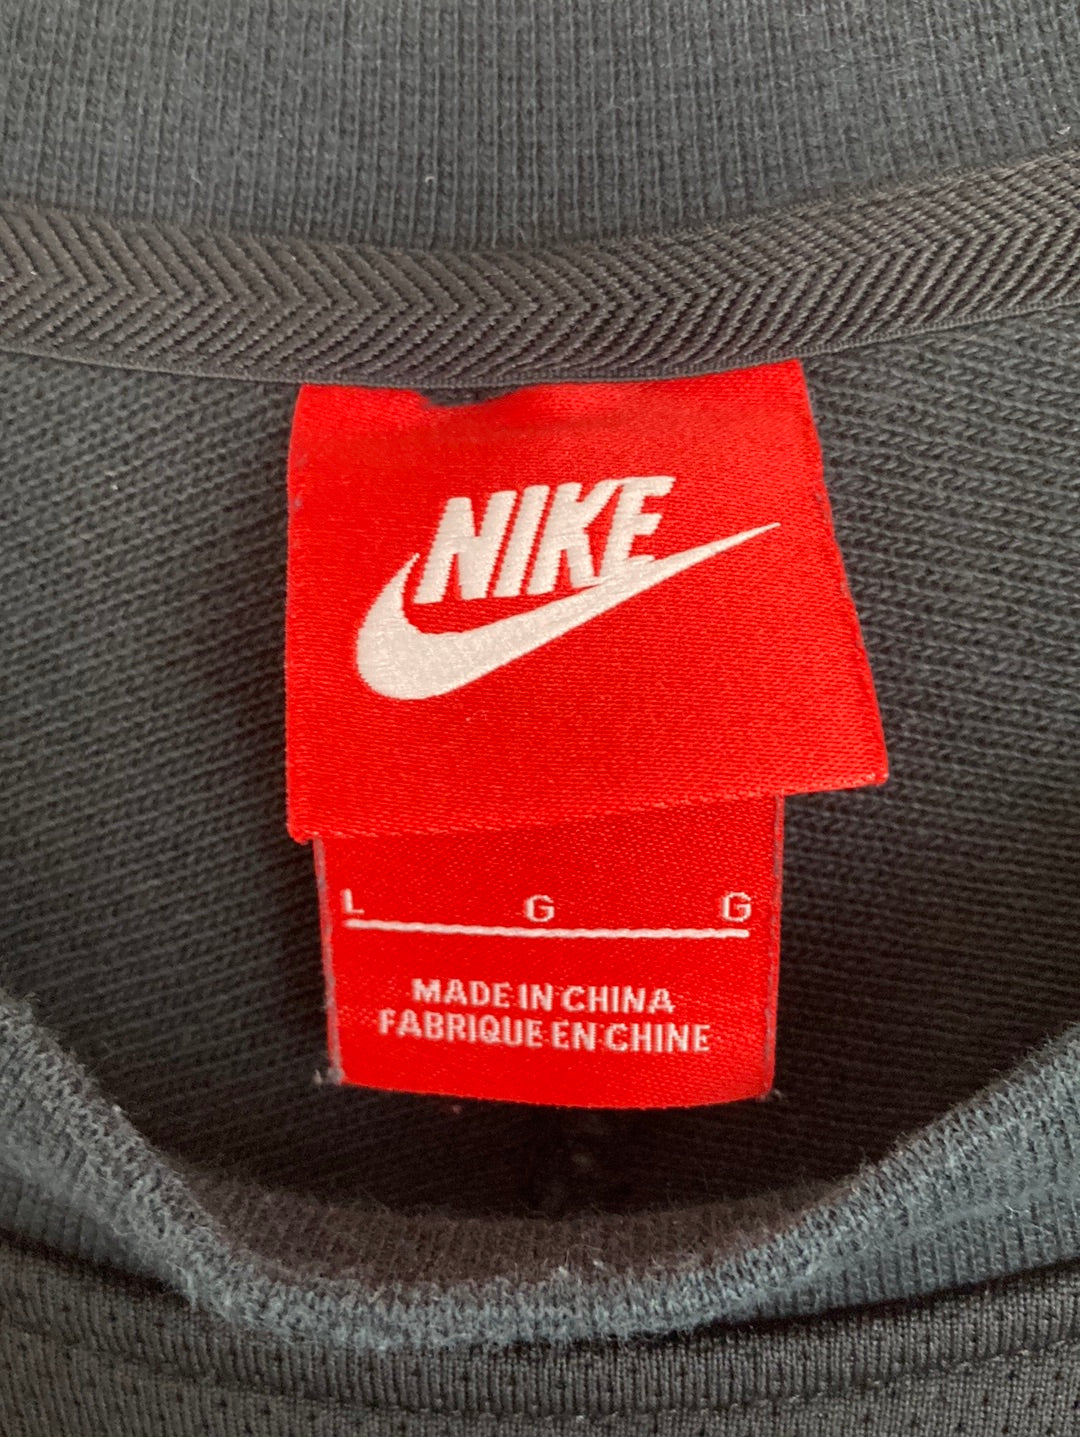 NIKE
L G G
MADE IN CHINA
FABRIQUE EN CHINE